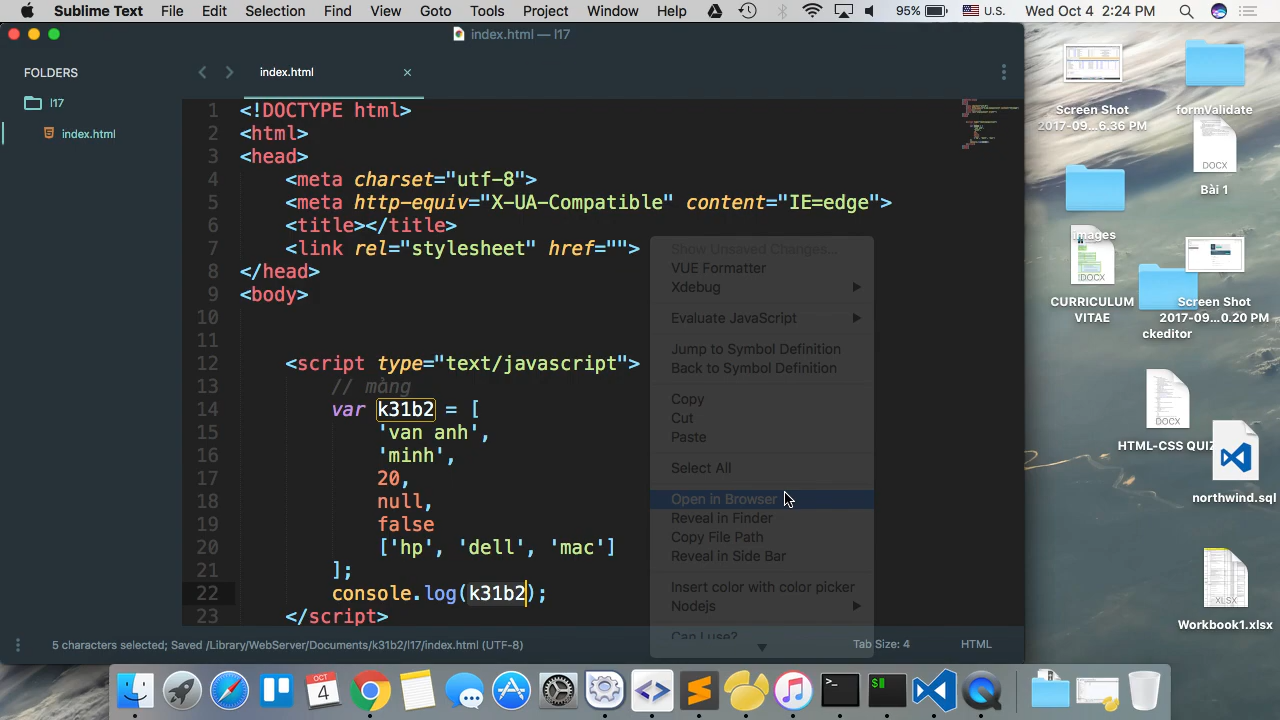 Sublime Text File Edit Selection Find View Goto Tools Project Window Help 95% U.S. Wed Oct 4 2:24 PM
index.html — l17
FOLDERS
l17
index.html
index.html ×
1 <!DOCTYPE html>
2 <html>
3 <head>
4 <meta charset="utf-8">
5 <meta http-equiv="X-UA-Compatible" content="IE=edge">
6 <title></title>
7 <link rel="stylesheet" href="">
8 </head>
9 <body>
10
11
12 <script type="text/javascript">
13 // mảng
14 var k31b2 = [
15 'van anh',
16 'minh',
17 20,
18 null,
19 false
20 ['hp', 'dell', 'mac']
21 ];
22 console.log(k31b2);
23 </script>
Show Unsaved Changes...
VUE Formatter
Xdebug
Evaluate JavaScript
Jump to Symbol Definition
Back to Symbol Definition
Copy
Cut
Paste
Select All
Open in Browser
Reveal in Finder
Copy File Path
Reveal in Side Bar
Insert color with color picker
Nodejs
Can I use?
5 characters selected; Saved /Library/WebServer/Documents/k31b2/l17/index.html (UTF-8)
Tab Size: 4
HTML
Screen Shot
2017-09...6.36 PM
formValidate
DOCX
Bài 1
images
CURRICULUM
VITAE
Screen Shot
2017-09...0.20 PM
ckeditor
DOCX
HTML-CSS QUIZ
northwind.sql
XLSX
Workbook1.xlsx
OCT
4